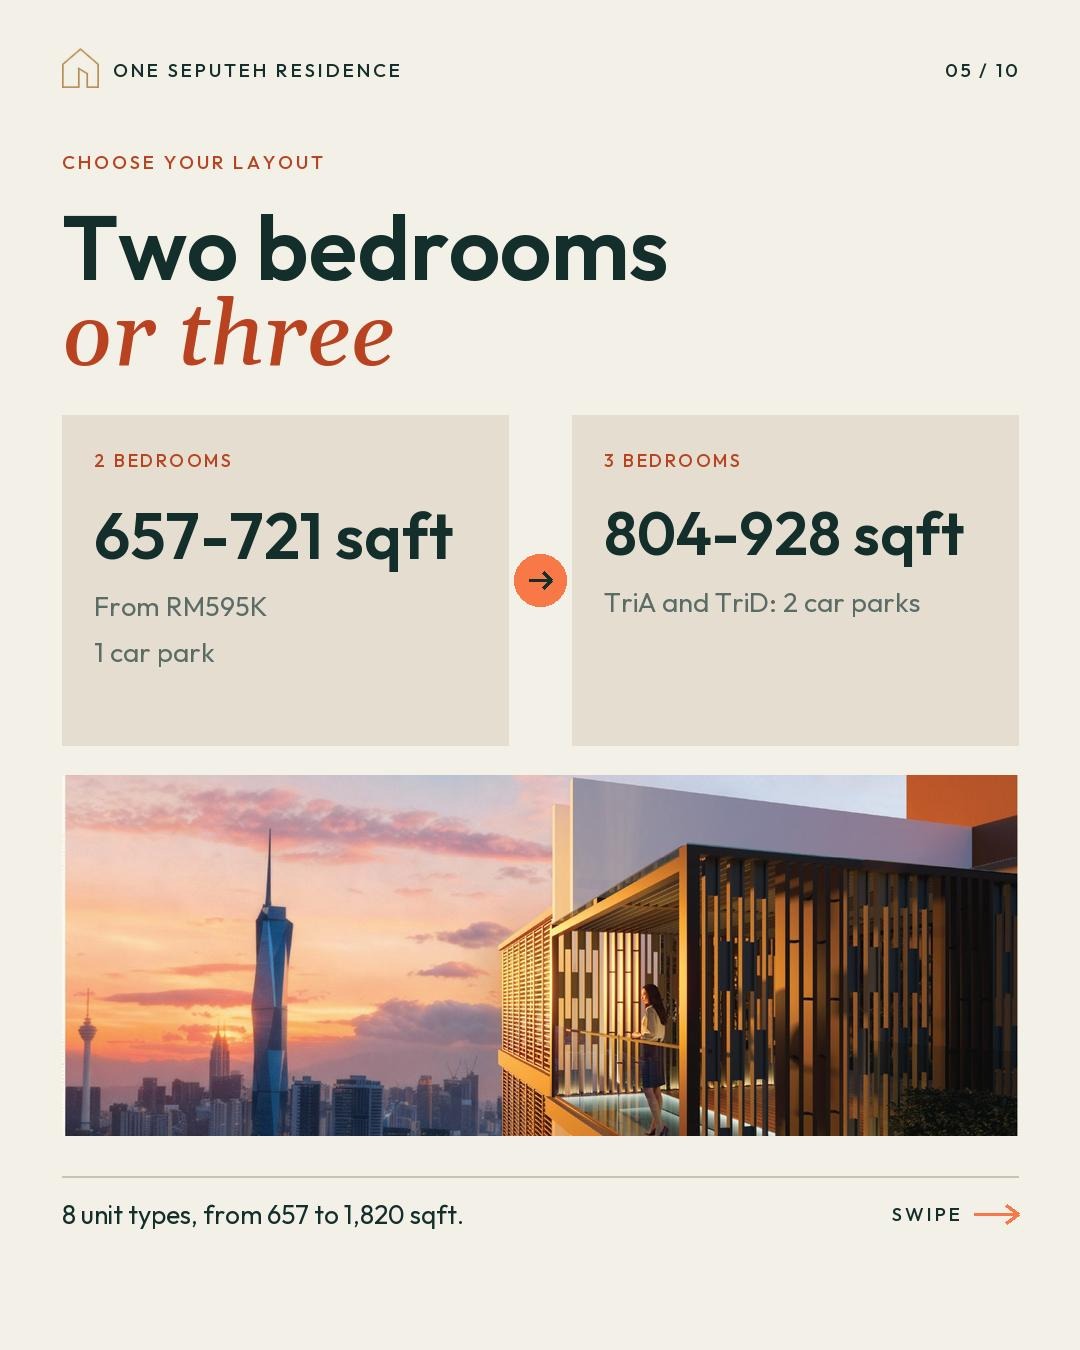 ONE SEPUTEH RESIDENCE
05 / 10
CHOOSE YOUR LAYOUT
Two bedrooms
or three
2 BEDROOMS
657-721 sqft
From RM595K
1 car park
3 BEDROOMS
804-928 sqft
TriA and TriD: 2 car parks
8 unit types, from 657 to 1,820 sqft.
SWIPE